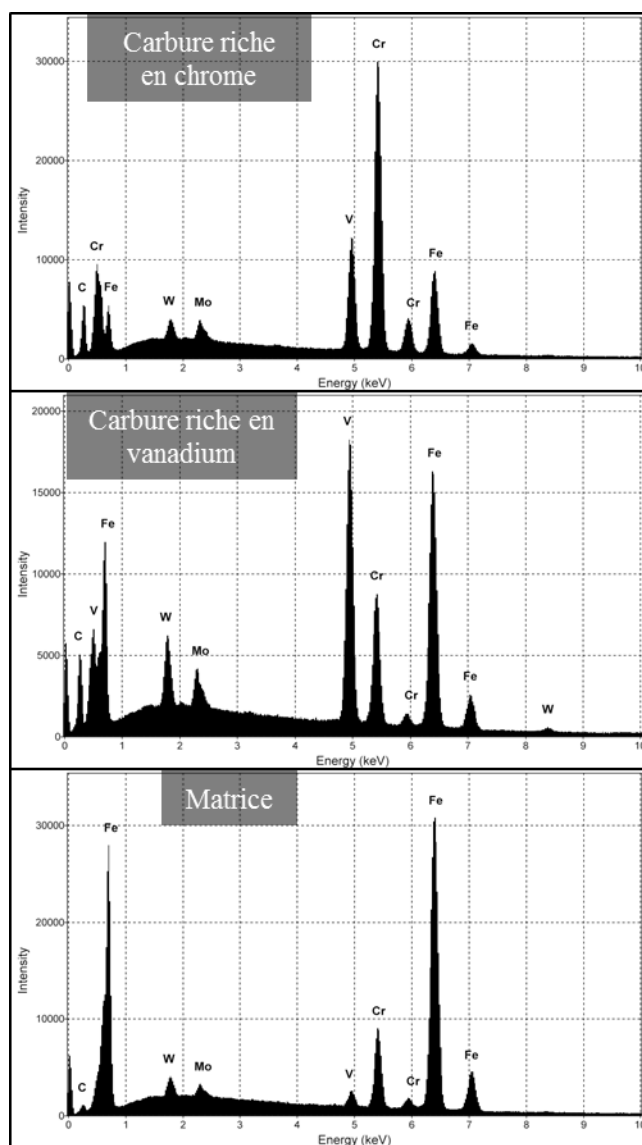 Carbure riche
en chrome
Cr
30000
20000
V
Intensity
Cr
Fe
10000
C
Fe
W
Mo
Cr
Fe
0
0 1 2 3 4 5 6 7 8 9 10
Energy (keV)
Carbure riche en
vanadium
20000
V
Fe
15000
Fe
Intensity
10000
Cr
V
W
C
5000
Mo
Cr
Fe
W
0
0 1 2 3 4 5 6 7 8 9 10
Energy (keV)
Matrice
Fe
Fe
30000
20000
Intensity
10000
Cr
Fe
W
Mo
V
Cr
C
0
0 1 2 3 4 5 6 7 8 9 10
Energy (keV)